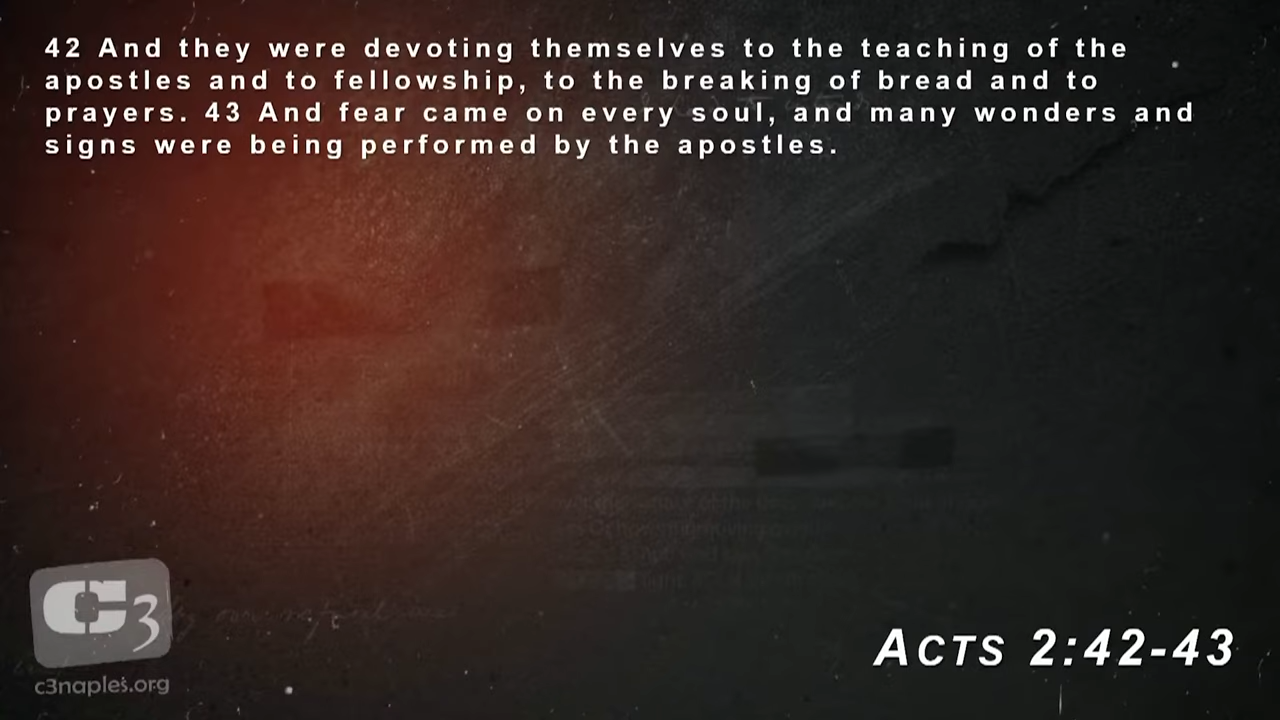 42 And they were devoting themselves to the teaching of the
apostles and to fellowship, to the breaking of bread and to
prayers. 43 And fear came on every soul, and many wonders and
signs were being performed by the apostles.
C3
c3naples.org
ACTS 2:42-43